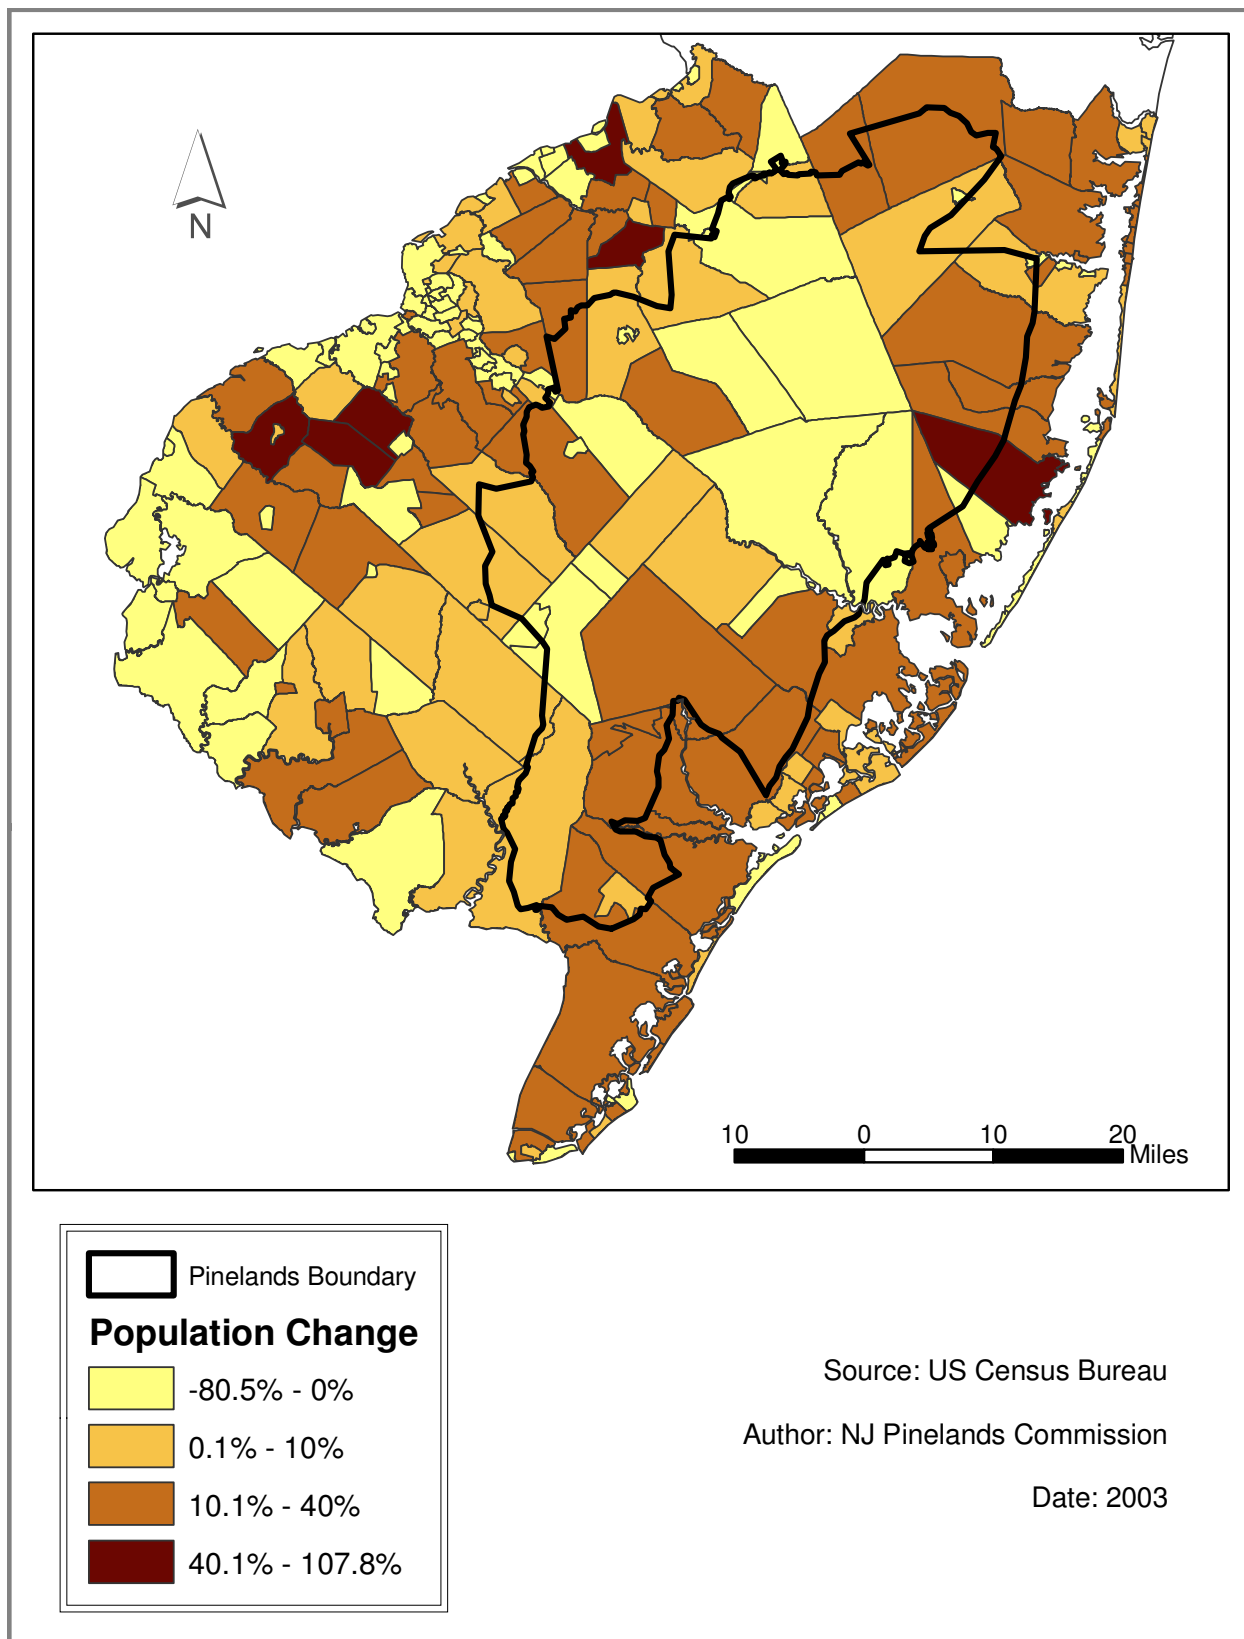 N
10 0 10 20
Miles
Pinelands Boundary
Population Change
-80.5% - 0%
0.1% - 10%
10.1% - 40%
40.1% - 107.8%
Source: US Census Bureau
Author: NJ Pinelands Commission
Date: 2003